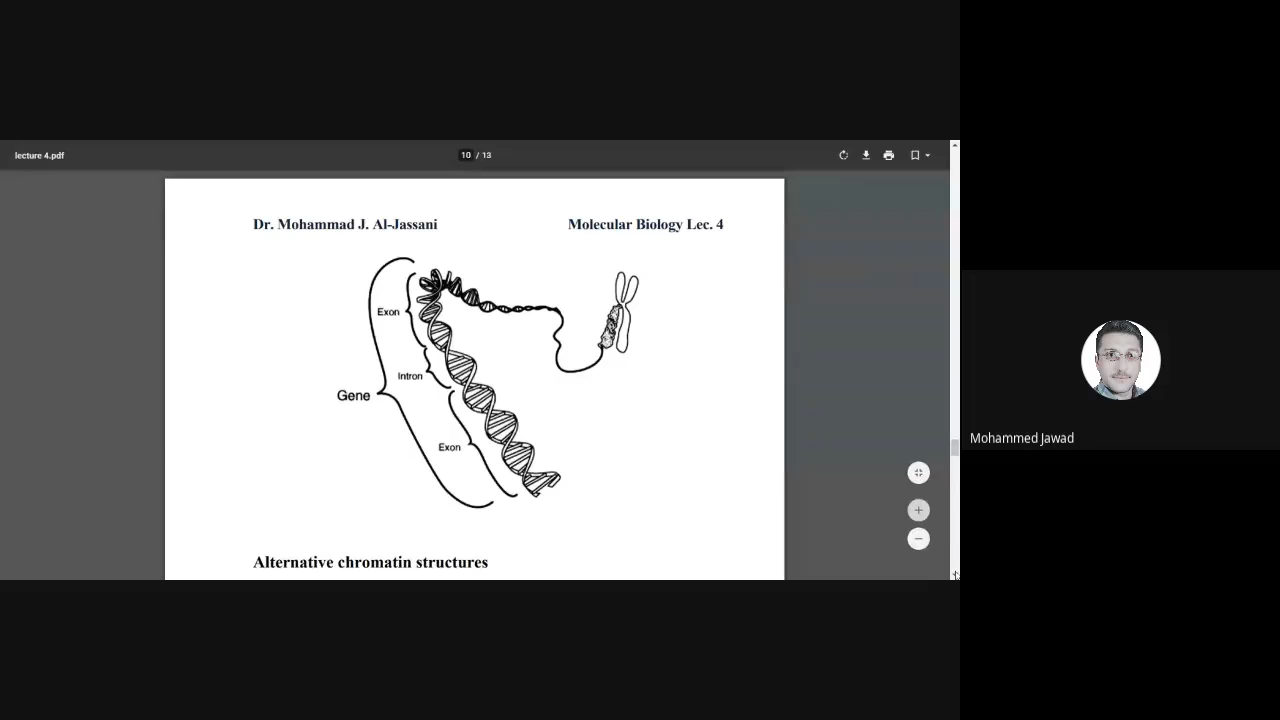 lecture 4.pdf
10 / 13
Dr. Mohammad J. Al-Jassani
Molecular Biology Lec. 4
Exon
Intron
Gene
Exon
Mohammed Jawad
Alternative chromatin structures